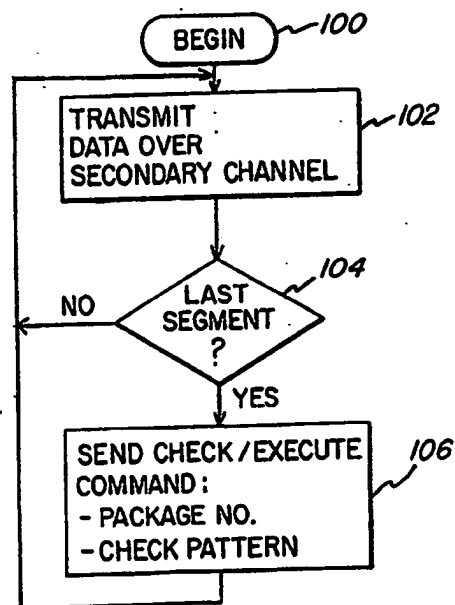 BEGIN
100
TRANSMIT
DATA OVER
SECONDARY CHANNEL
102
LAST
SEGMENT
?
104
NO
YES
SEND CHECK/EXECUTE
COMMAND:
- PACKAGE NO.
- CHECK PATTERN
106